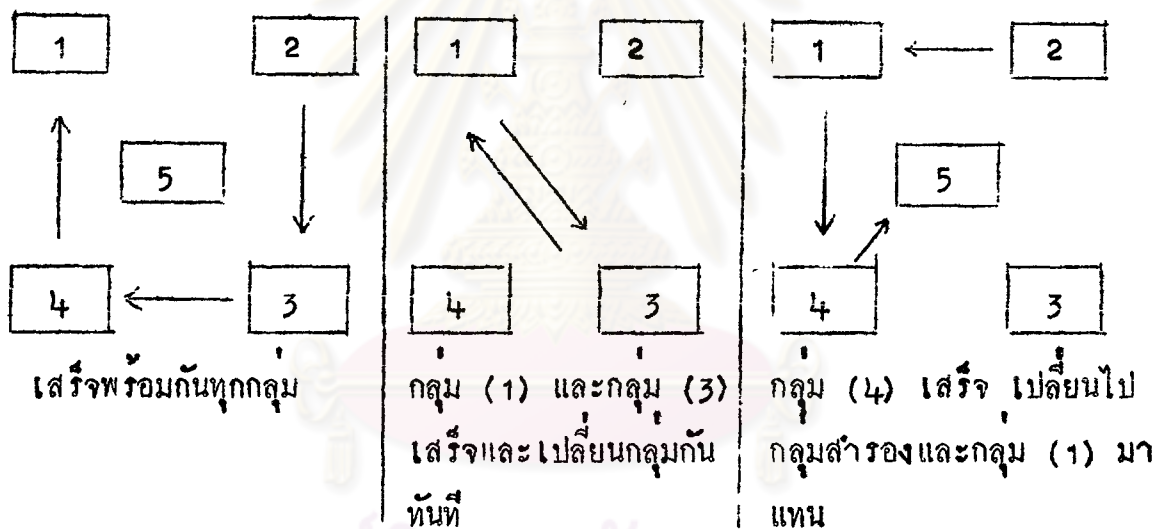 1 2 1 2 1 2
5 5
4 3 4 3 4 3
เสร็จพร้อมกันทุกกลุ่ม
กลุ่ม (1) และกลุ่ม (3)
เสร็จและเปลี่ยนกลุ่มกัน
ทันที
กลุ่ม (4) เสร็จ เปลี่ยนไป
กลุ่มสำรองและกลุ่ม (1) มา
แทน